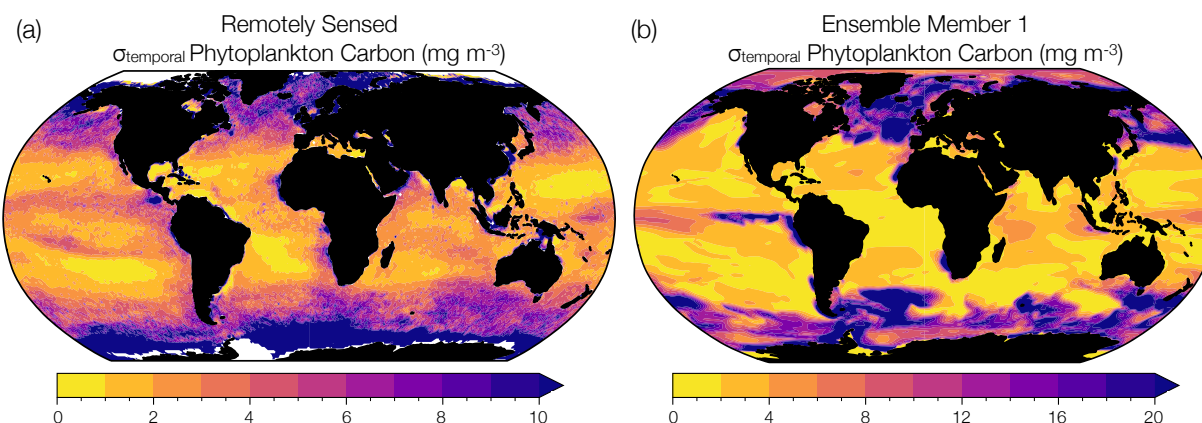 (a)
Remotely Sensed
σtemporal Phytoplankton Carbon (mg m-3)
(b)
Ensemble Member 1
σtemporal Phytoplankton Carbon (mg m-3)
0 2 4 6 8 10
0 4 8 12 16 20